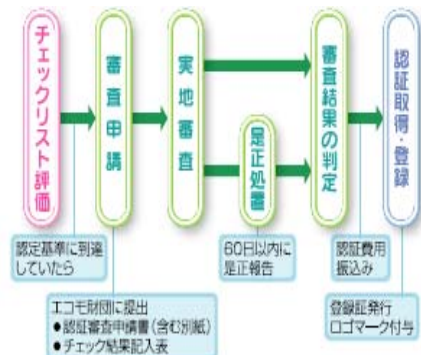 チェックリスト評価
審査申請
実地審査
是正処置
審査結果の判定
認証取得・登録
認定基準に到達
していたら
エコモ財団に提出
●認証審査申請書(含む別紙)
●チェック結果記入表
60日以内に
是正報告
認証費用
振込み
登録証発行
ロゴマーク付与